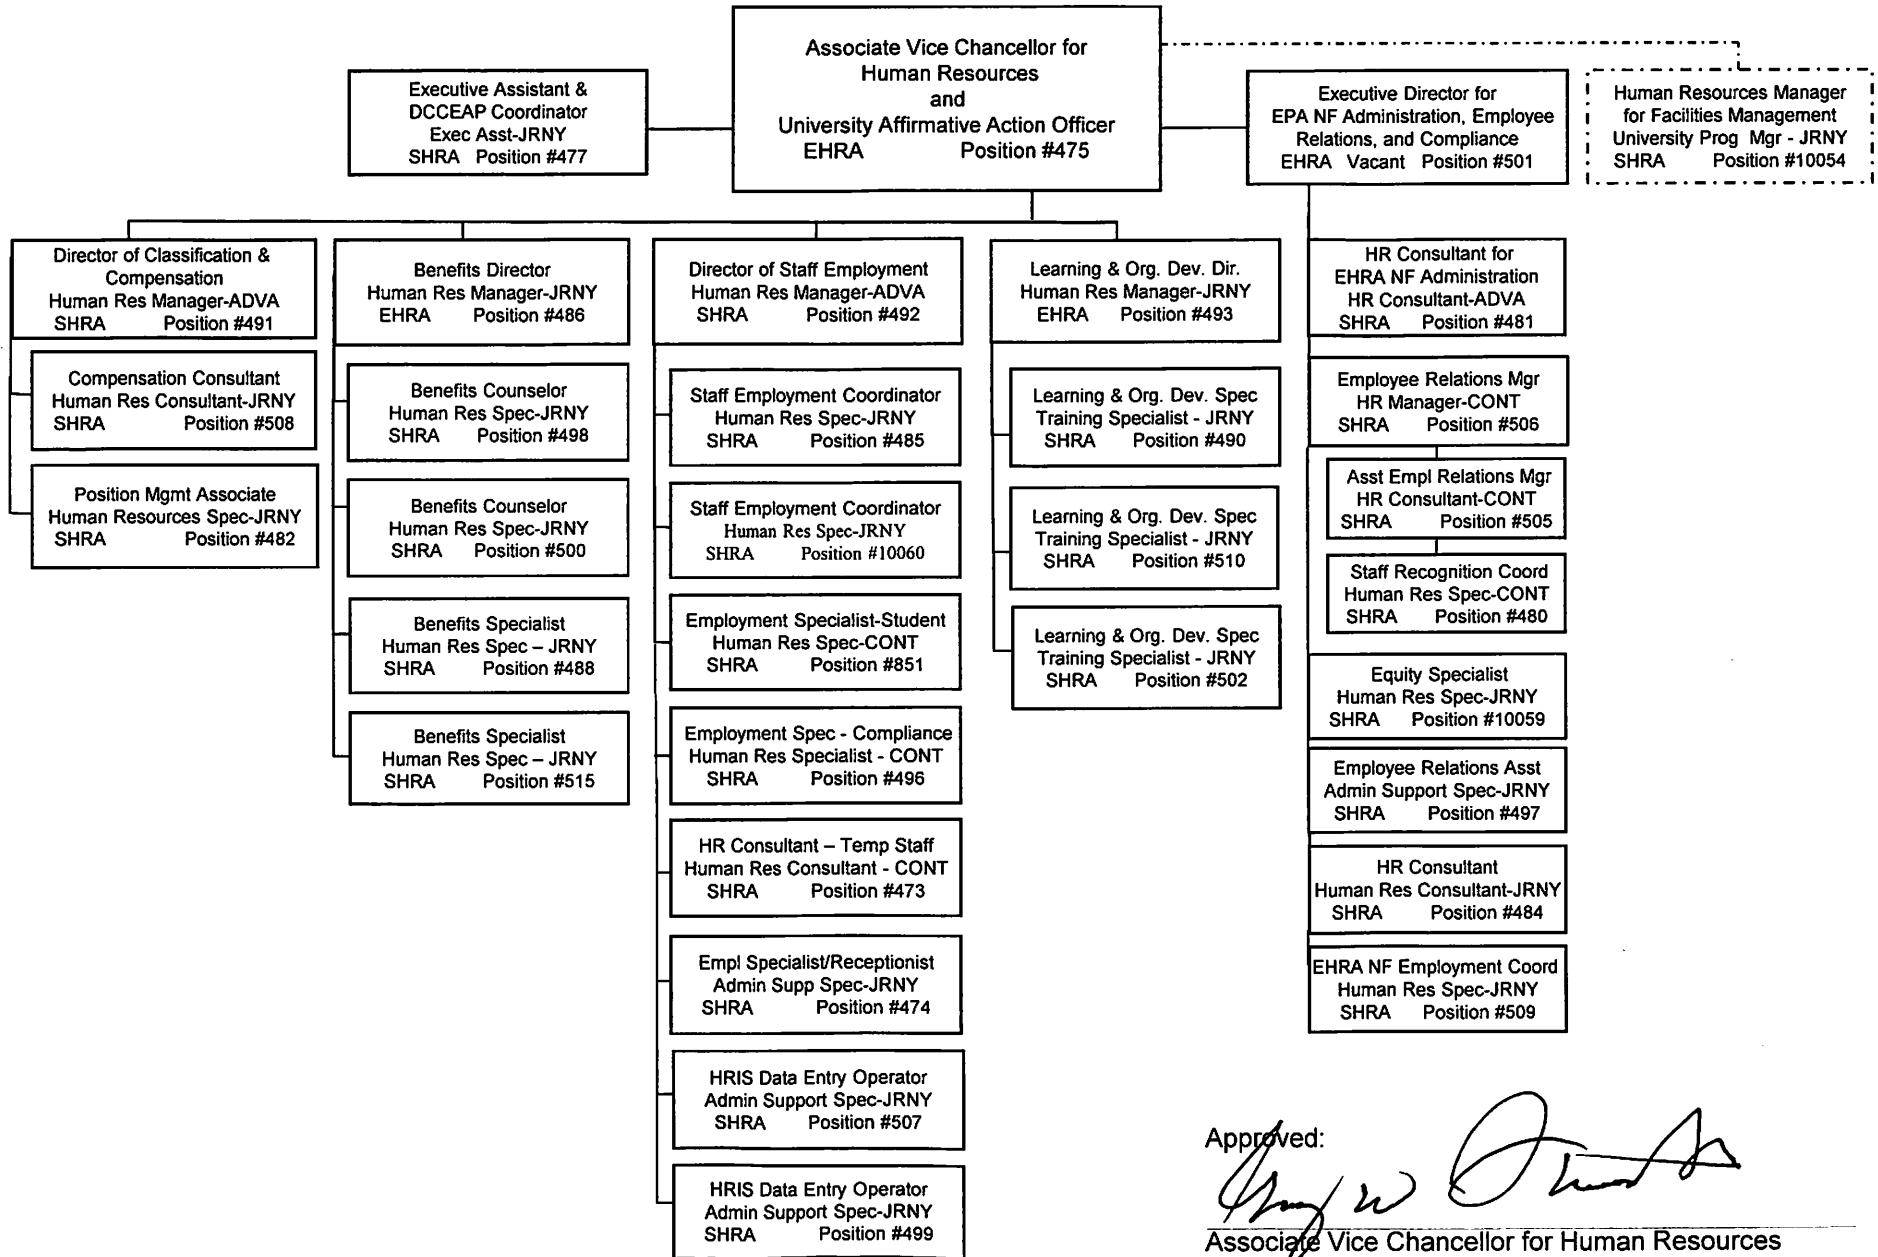 Associate Vice Chancellor for
Human Resources
and
University Affirmative Action Officer
EHRA Position #475
Executive Assistant &
DCCEAP Coordinator
Exec Asst-JRNY
SHRA Position #477
Executive Director for
EPA NF Administration, Employee
Relations, and Compliance
EHRA Vacant Position #501
Human Resources Manager
for Facilities Management
University Prog Mgr - JRNY
SHRA Position #10054
Director of Classification &
Compensation
Human Res Manager-ADVA
SHRA Position #491
Compensation Consultant
Human Res Consultant-JRNY
SHRA Position #508
Position Mgmt Associate
Human Resources Spec-JRNY
SHRA Position #482
Benefits Director
Human Res Manager-JRNY
EHRA Position #486
Benefits Counselor
Human Res Spec-JRNY
SHRA Position #498
Benefits Counselor
Human Res Spec-JRNY
SHRA Position #500
Benefits Specialist
Human Res Spec – JRNY
SHRA Position #488
Benefits Specialist
Human Res Spec – JRNY
SHRA Position #515
Director of Staff Employment
Human Res Manager-ADVA
SHRA Position #492
Staff Employment Coordinator
Human Res Spec-JRNY
SHRA Position #485
Staff Employment Coordinator
Human Res Spec-JRNY
SHRA Position #10060
Employment Specialist-Student
Human Res Spec-CONT
SHRA Position #851
Employment Spec - Compliance
Human Res Specialist - CONT
SHRA Position #496
HR Consultant – Temp Staff
Human Res Consultant - CONT
SHRA Position #473
Empl Specialist/Receptionist
Admin Supp Spec-JRNY
SHRA Position #474
HRIS Data Entry Operator
Admin Support Spec-JRNY
SHRA Position #507
HRIS Data Entry Operator
Admin Support Spec-JRNY
SHRA Position #499
Learning & Org. Dev. Dir.
Human Res Manager-JRNY
EHRA Position #493
Learning & Org. Dev. Spec
Training Specialist - JRNY
SHRA Position #490
Learning & Org. Dev. Spec
Training Specialist - JRNY
SHRA Position #510
Learning & Org. Dev. Spec
Training Specialist - JRNY
SHRA Position #502
HR Consultant for
EHRA NF Administration
HR Consultant-ADVA
SHRA Position #481
Employee Relations Mgr
HR Manager-CONT
SHRA Position #506
Asst Empl Relations Mgr
HR Consultant-CONT
SHRA Position #505
Staff Recognition Coord
Human Res Spec-CONT
SHRA Position #480
Equity Specialist
Human Res Spec-JRNY
SHRA Position #10059
Employee Relations Asst
Admin Support Spec-JRNY
SHRA Position #497
HR Consultant
Human Res Consultant-JRNY
SHRA Position #484
EHRA NF Employment Coord
Human Res Spec-JRNY
SHRA Position #509
Approved:
Associate Vice Chancellor for Human Resources